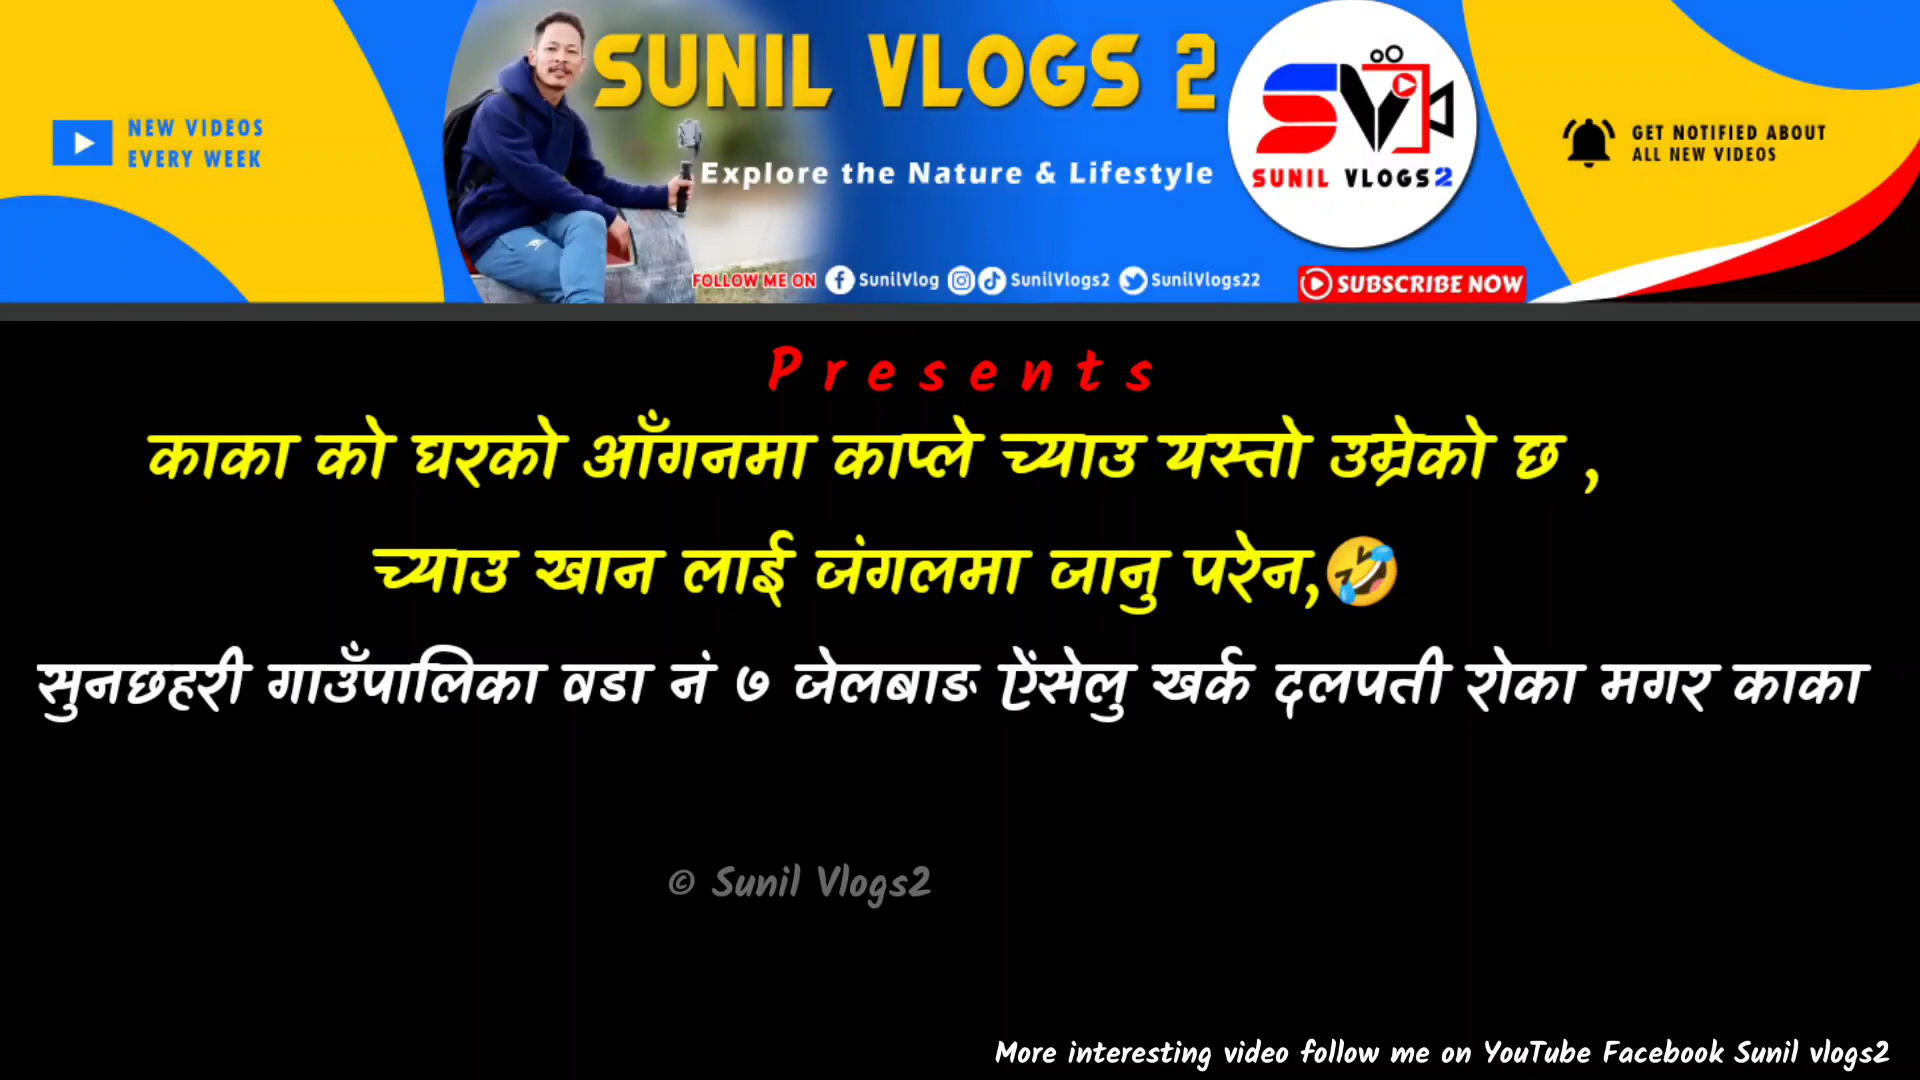 SUNIL VLOGS 2
NEW VIDEOS
EVERY WEEK
Explore the Nature & Lifestyle
SV
SUNIL VLOGS2
GET NOTIFIED ABOUT
ALL NEW VIDEOS
FOLLOW ME ON SunilVlog SunilVlogs2 SunilVlogs22
SUBSCRIBE NOW
Presents
काका को घरको आँगनमा काप्ले च्याउ यस्तो उम्रेको छ ,
च्याउ खान लाई जंगलमा जानु परेन,🤣
सुनछहरी गाउँपालिका वडा नं ७ जेलबाङ ऐंसेलु खर्क दलपती रोका मगर काका
© Sunil Vlogs2
More interesting video follow me on YouTube Facebook Sunil vlogs2